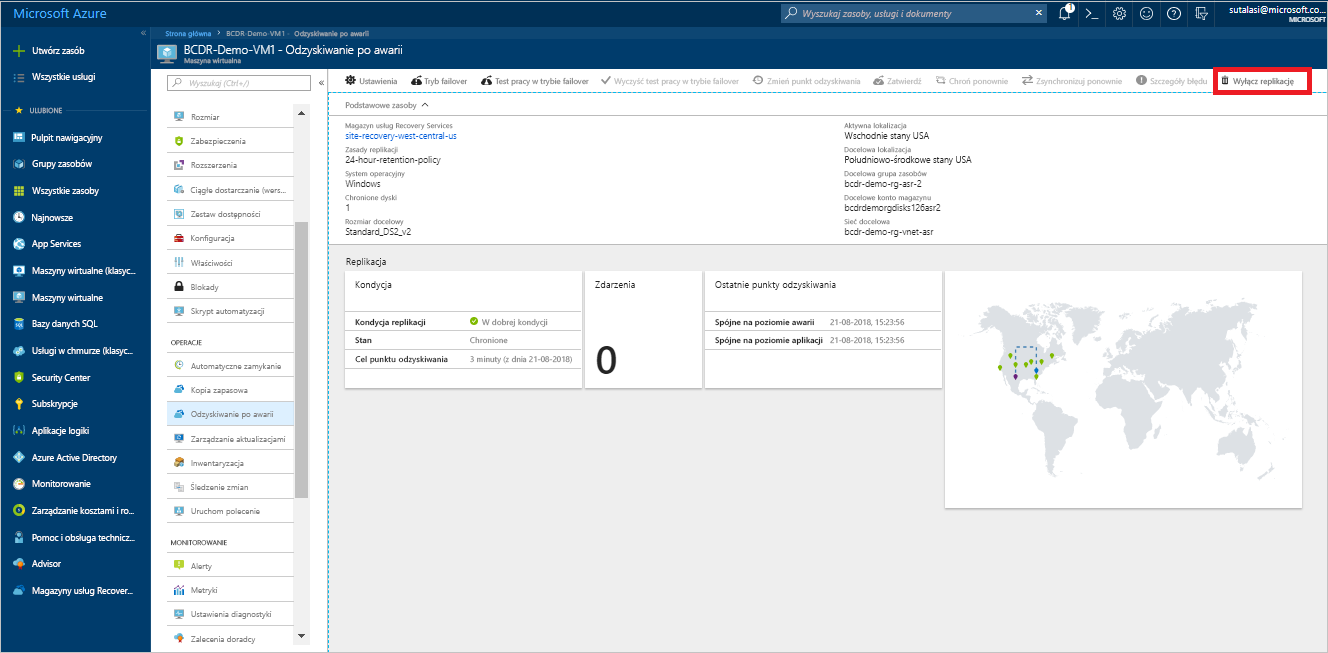 Microsoft Azure
Wyszukaj zasoby, usługi i dokumenty
1
sutalasi@microsoft.co...
MICROSOFT
Utwórz zasób
Wszystkie usługi
ULUBIONE
Pulpit nawigacyjny
Grupy zasobów
Wszystkie zasoby
Najnowsze
App Services
Maszyny wirtualne (klasyc...
Maszyny wirtualne
Bazy danych SQL
Usługi w chmurze (klasyc...
Security Center
Subskrypcje
Aplikacje logiki
Azure Active Directory
Monitorowanie
Zarządzanie kosztami i ro...
Pomoc i obsługa technicz...
Advisor
Magazyny usług Recover...
Strona główna > BCDR-Demo-VM1 - Odzyskiwanie po awarii
BCDR-Demo-VM1 - Odzyskiwanie po awarii
Maszyna wirtualna
Wyszukaj (Ctrl+/)
Rozmiar
Zabezpieczenia
Rozszerzenia
Ciągłe dostarczanie (wers...
Zestaw dostępności
Konfiguracja
Właściwości
Blokady
Skrypt automatyzacji
OPERACJE
Automatyczne zamykanie
Kopia zapasowa
Odzyskiwanie po awarii
Zarządzanie aktualizacjami
Inwentaryzacja
Śledzenie zmian
Uruchom polecenie
MONITOROWANIE
Alerty
Metryki
Ustawienia diagnostyki
Zalecenia doradcy
Ustawienia Tryb failover Test pracy w trybie failover Wyczyść test pracy w trybie failover Zmień punkt odzyskiwania Zatwierdź Chroń ponownie Zsynchronizuj ponownie Szczegóły błędu Wyłącz replikację
Podstawowe zasoby
Magazyn usług Recovery Services
site-recovery-west-central-us
Zasady replikacji
24-hour-retention-policy
System operacyjny
Windows
Chronione dyski
1
Rozmiar docelowy
Standard_DS2_v2
Aktywna lokalizacja
Wschodnie stany USA
Docelowa lokalizacja
Południowo-środkowe stany USA
Docelowa grupa zasobów
bcdr-demo-rg-asr-2
Docelowe konto magazynu
bcdrdemorgdisks126asr2
Sieć docelowa
bcdr-demo-rg-vnet-asr
Replikacja
Kondycja
Kondycja replikacji W dobrej kondycji
Stan Chronione
Cel punktu odzyskiwania 3 minuty (z dnia 21-08-2018)
Zdarzenia
0
Ostatnie punkty odzyskiwania
Spójne na poziomie awarii 21-08-2018, 15:23:56
Spójne na poziomie aplikacji 21-08-2018, 15:23:56